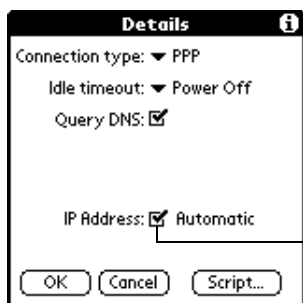 Details
Connection type: PPP
Idle timeout: Power Off
Query DNS:
IP Address: Automatic
OK Cancel Script...